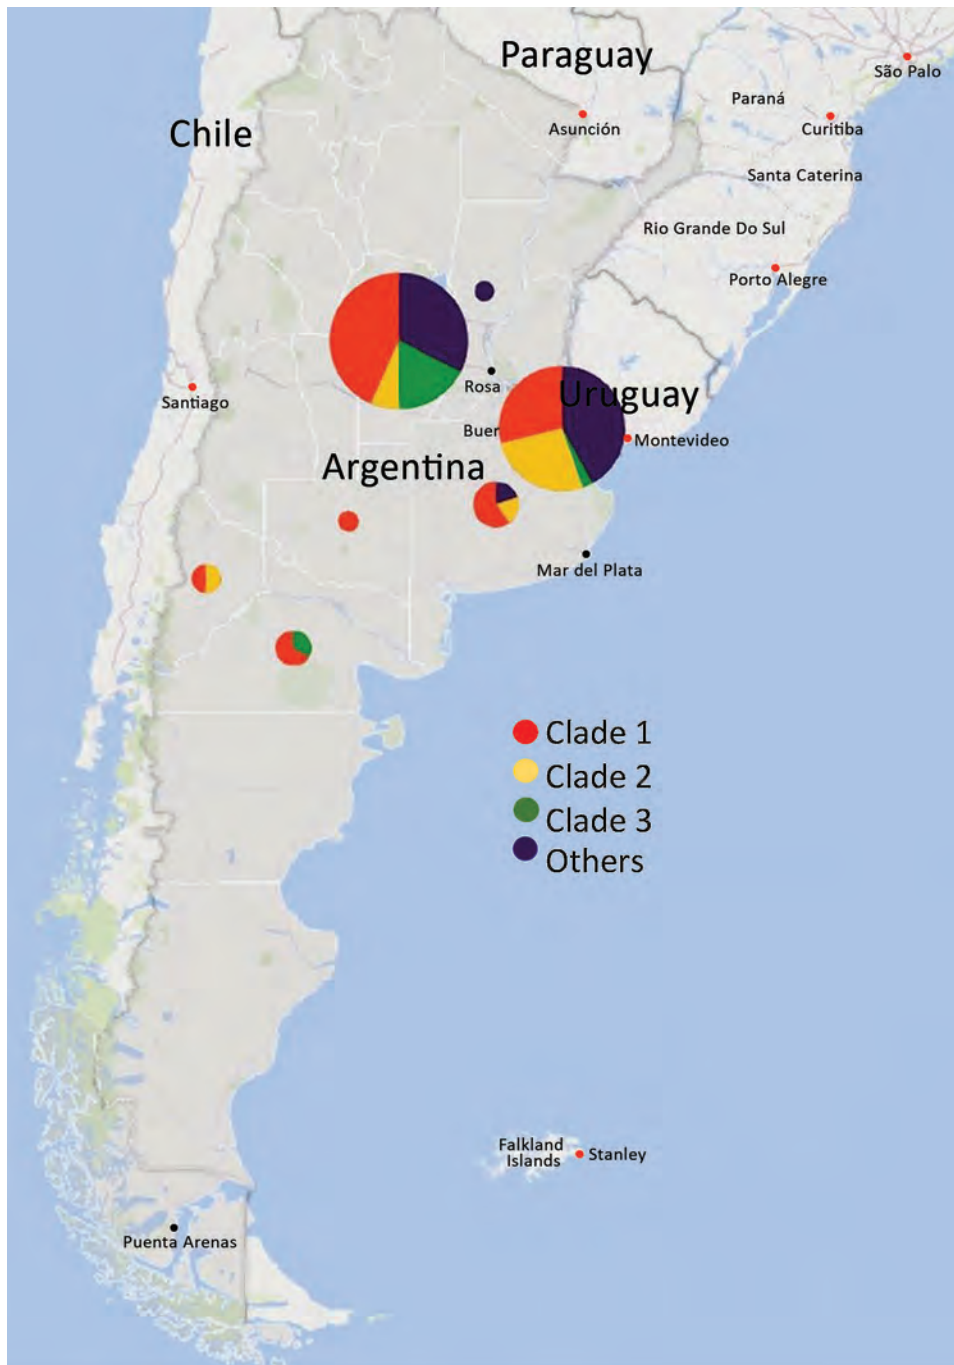 Paraguay
São Palo
Paraná
Chile
Asunción
Curitiba
Santa Caterina
Rio Grande Do Sul
Porto Alegre
Rosa
Santiago
Uruguay
Buer
Montevideo
Argentina
Mar del Plata
Clade 1
Clade 2
Clade 3
Others
Falkland
Islands
Stanley
Puenta Arenas